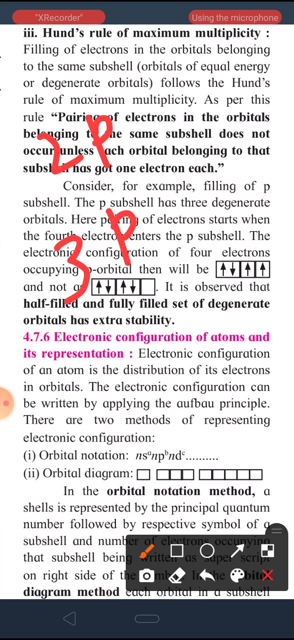 "XRecorder"
Using the microphone
iii. Hund's rule of maximum multiplicity :
Filling of electrons in the orbitals belonging
to the same subshell (orbitals of equal energy
or degenerate orbitals) follows the Hund's
rule of maximum multiplicity. As per this
rule "Pairing of electrons in the orbitals
belonging to the same subshell does not
occur unless each orbital belonging to that
subshell has got one electron each."
2p
Consider, for example, filling of p
subshell. The p subshell has three degenerate
orbitals. Here pairing of electrons starts when
the fourth electron enters the p subshell. The
electronic configuration of four electrons
occupying p-orbital then will be
and not as. It is observed that
3p
half-filled and fully filled set of degenerate
orbitals has extra stability.
4.7.6 Electronic configuration of atoms and
its representation : Electronic configuration
of an atom is the distribution of its electrons
in orbitals. The electronic configuration can
be written by applying the aufbau principle.
There are two methods of representing
electronic configuration:
(i) Orbital notation: nsᵃnpᵇndᶜ..........
(ii) Orbital diagram:
In the orbital notation method, a
shells is represented by the principal quantum
number followed by respective symbol of a
subshell and number of electrons occupying
that subshell being written as super script
on right side of the
diagram method each orbital in a subshell